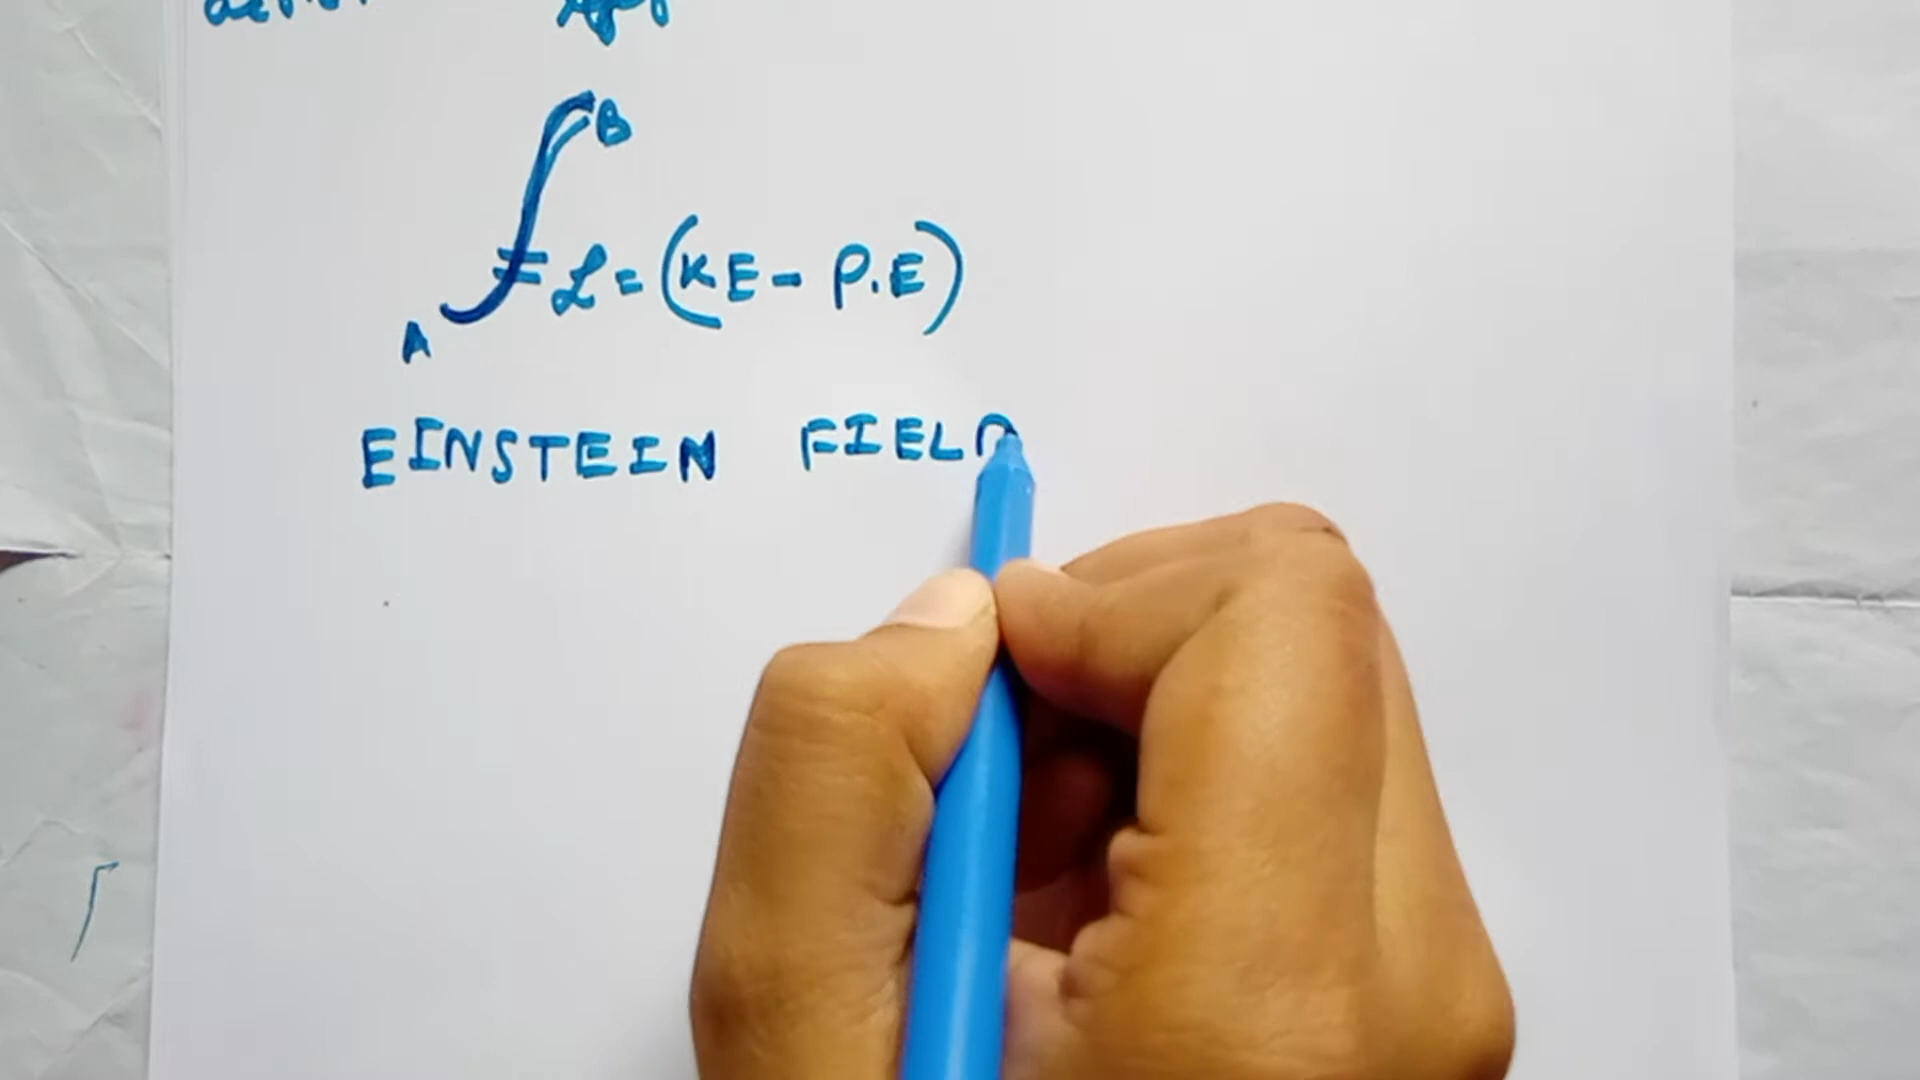 B
L = (KE - P.E)
A
EINSTEIN FIELD